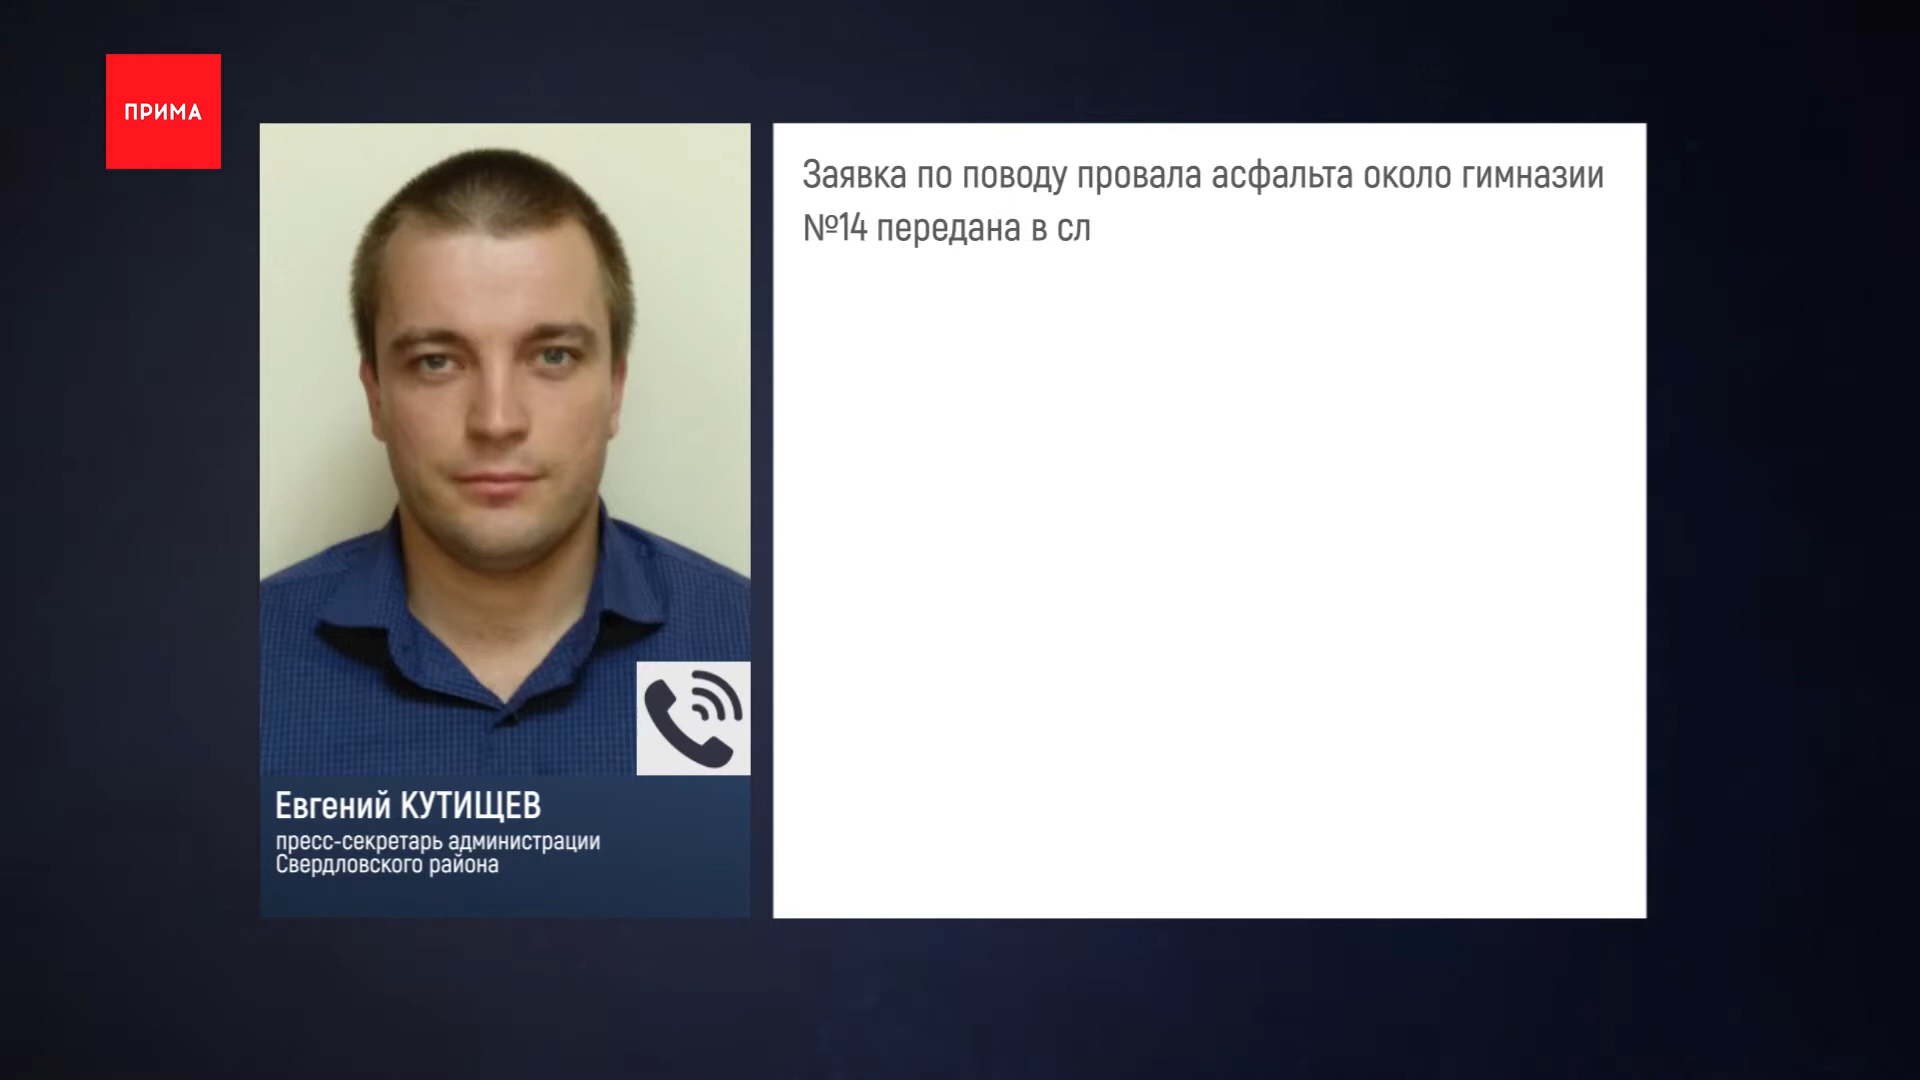 ПРИМА
Заявка по поводу провала асфальта около гимназии
№14 передана в сл
Евгений КУТИЩЕВ
пресс-секретарь администрации
Свердловского района